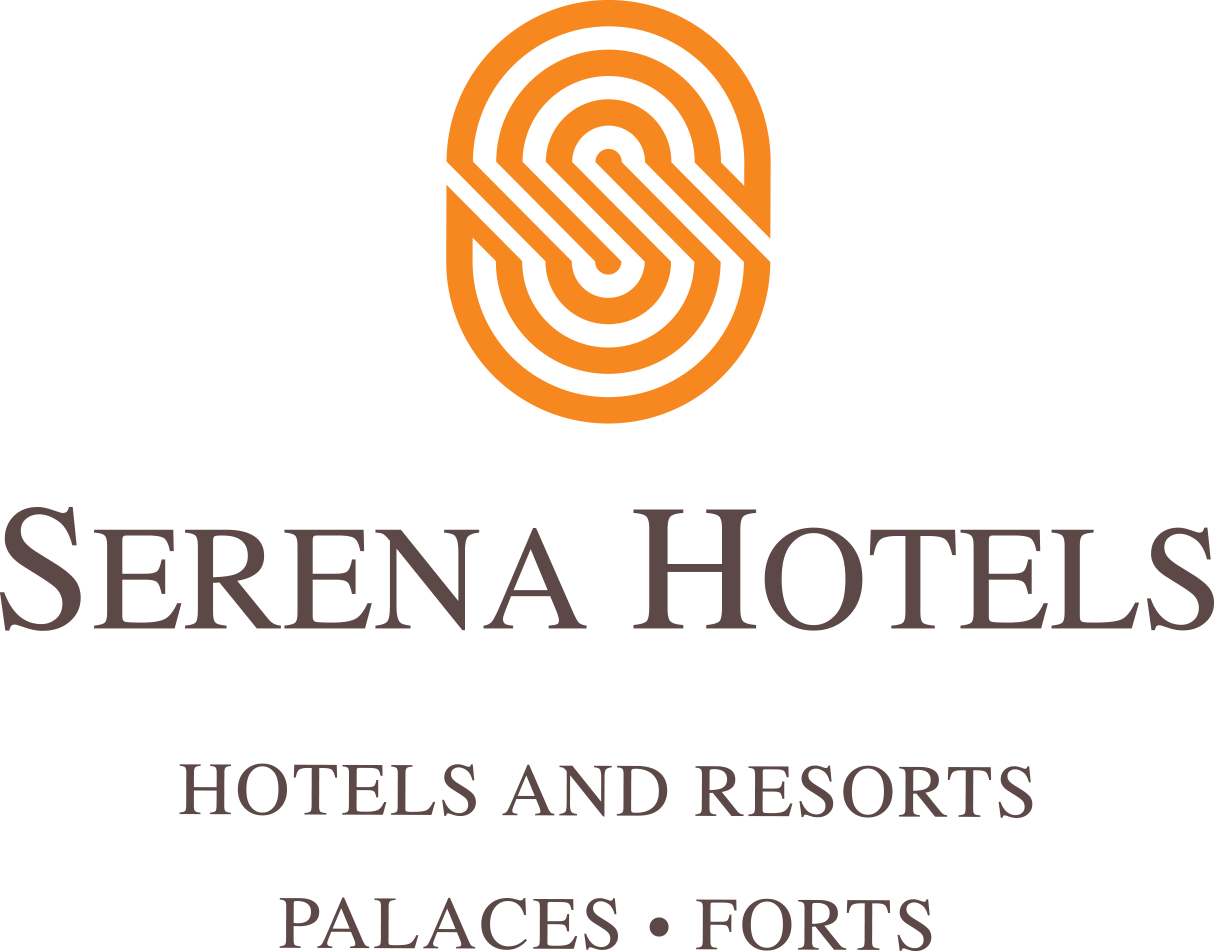 SERENA HOTELS
HOTELS AND RESORTS
PALACES • FORTS